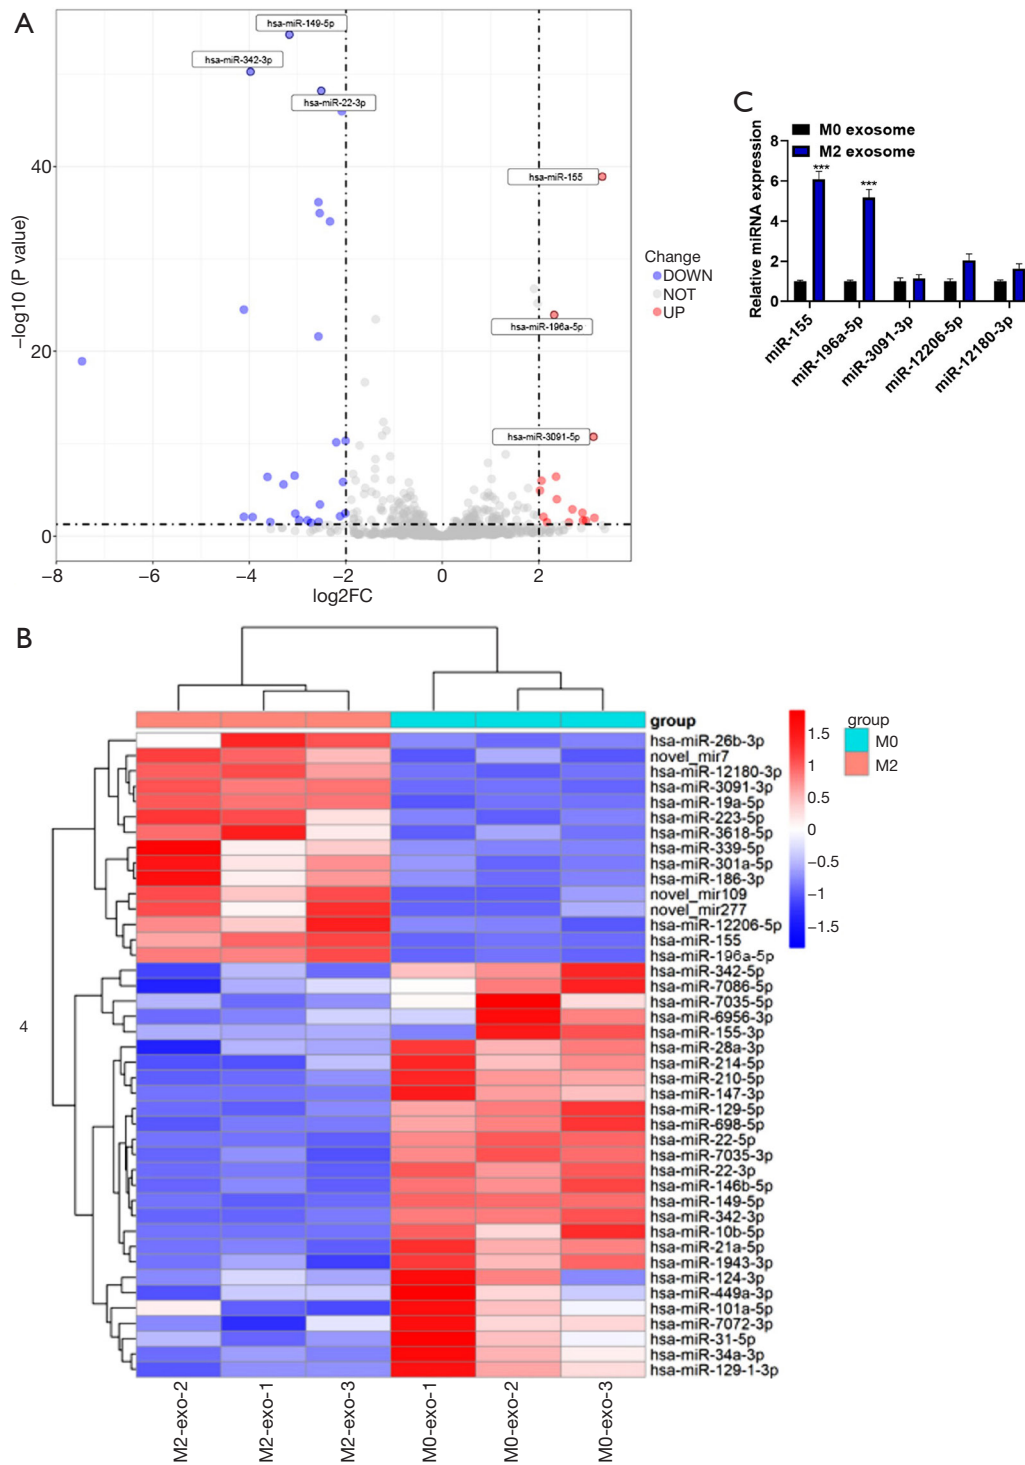 A
hsa-miR-149-5p
hsa-miR-342-3p
hsa-miR-22-3p
hsa-miR-155
hsa-miR-196a-5p
hsa-miR-3091-5p
−log10 (P value)
40
20
0
−8
−6
−4
−2
0
2
log2FC
Change
DOWN
NOT
UP
C
M0 exosome
M2 exosome
Relative miRNA expression
8
6
4
2
0
***
***
miR-155
miR-196a-5p
miR-3091-3p
miR-12206-5p
miR-12180-3p
B
group
hsa-miR-26b-3p
novel_mir7
hsa-miR-12180-3p
hsa-miR-3091-3p
hsa-miR-19a-5p
hsa-miR-223-5p
hsa-miR-3618-5p
hsa-miR-339-5p
hsa-miR-301a-5p
hsa-miR-186-3p
novel_mir109
novel_mir277
hsa-miR-12206-5p
hsa-miR-155
hsa-miR-196a-5p
hsa-miR-342-5p
hsa-miR-7086-5p
hsa-miR-7035-5p
hsa-miR-6956-3p
hsa-miR-155-3p
hsa-miR-28a-3p
hsa-miR-214-5p
hsa-miR-210-5p
hsa-miR-147-3p
hsa-miR-129-5p
hsa-miR-698-5p
hsa-miR-22-5p
hsa-miR-7035-3p
hsa-miR-22-3p
hsa-miR-146b-5p
hsa-miR-149-5p
hsa-miR-342-3p
hsa-miR-10b-5p
hsa-miR-21a-5p
hsa-miR-1943-3p
hsa-miR-124-3p
hsa-miR-449a-3p
hsa-miR-101a-5p
hsa-miR-7072-3p
hsa-miR-31-5p
hsa-miR-34a-3p
hsa-miR-129-1-3p
4
M2-exo-2
M2-exo-1
M2-exo-3
M0-exo-1
M0-exo-2
M0-exo-3
1.5
1
0.5
0
−0.5
−1
−1.5
group
M0
M2